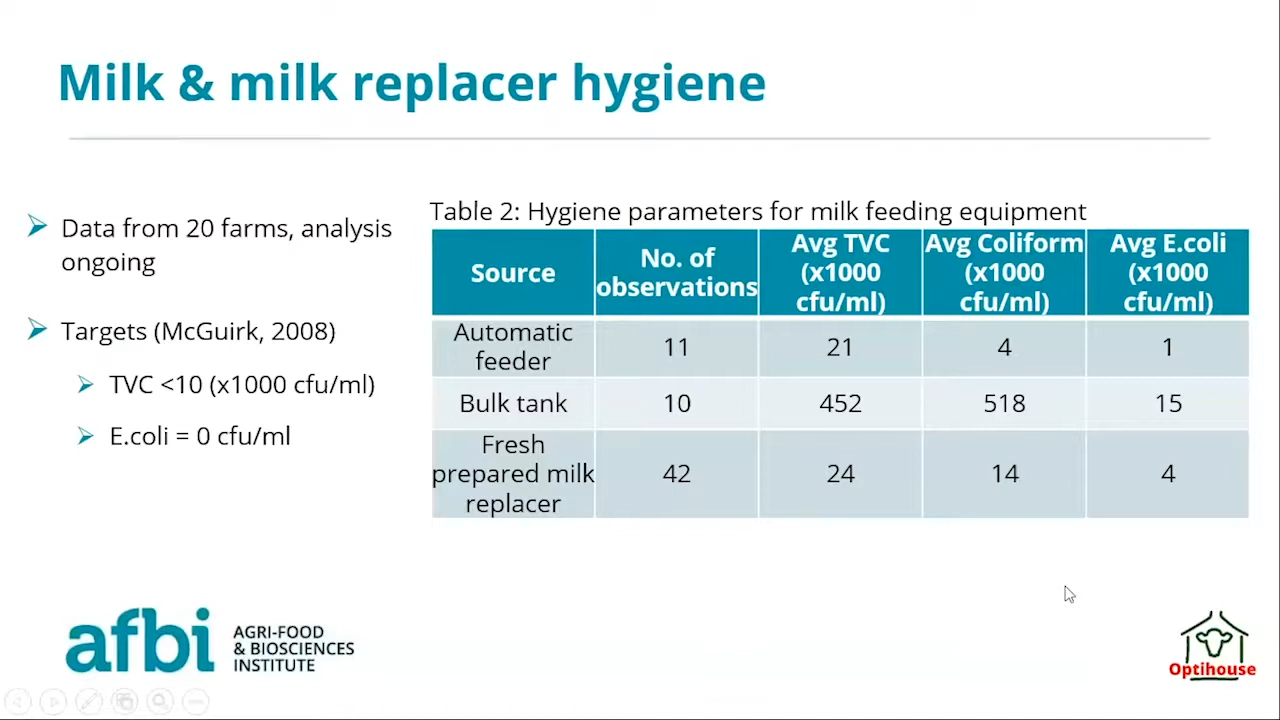 Milk & milk replacer hygiene
Data from 20 farms, analysis
ongoing
Targets (McGuirk, 2008)
TVC <10 (x1000 cfu/ml)
E.coli = 0 cfu/ml
Table 2: Hygiene parameters for milk feeding equipment
Source
No. of
observations
Avg TVC
(x1000
cfu/ml)
Avg Coliform
(x1000
cfu/ml)
Avg E.coli
(x1000
cfu/ml)
Automatic
feeder
11
21
4
1
Bulk tank
10
452
518
15
Fresh
prepared milk
replacer
42
24
14
4
afbi
AGRI-FOOD
& BIOSCIENCES
INSTITUTE
Optihouse